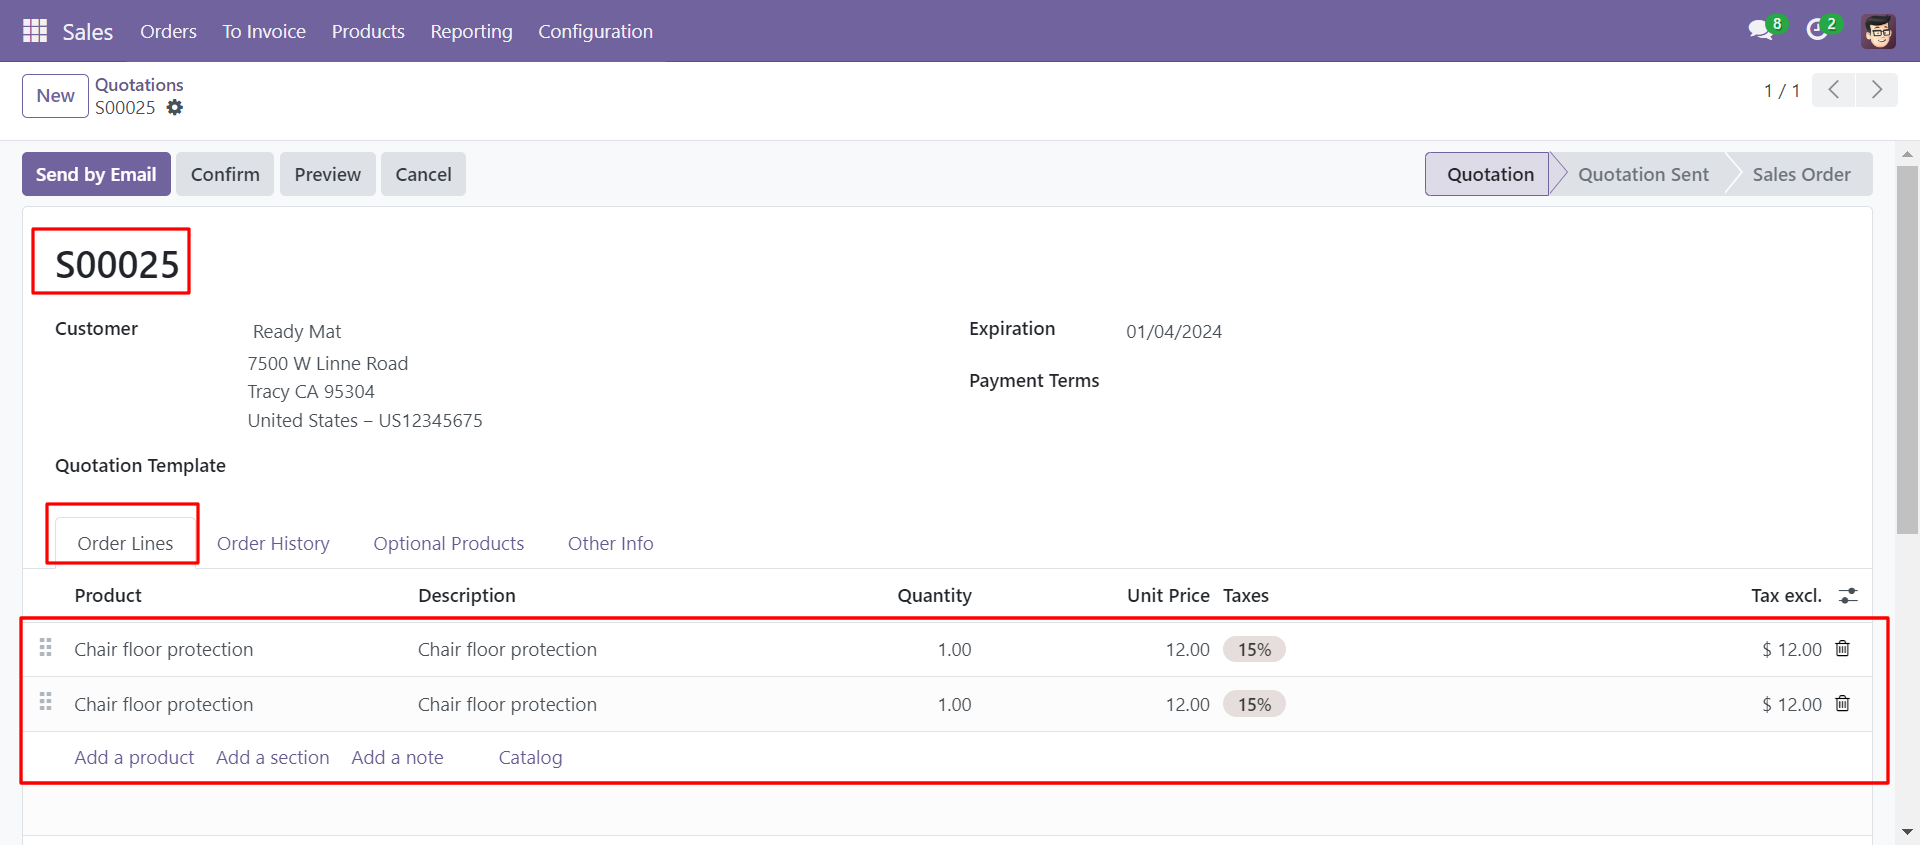 Sales Orders To Invoice Products Reporting Configuration 8 2
New Quotations
S00025 1 / 1
Send by Email Confirm Preview Cancel Quotation Quotation Sent Sales Order
S00025
Customer Ready Mat Expiration 01/04/2024
7500 W Linne Road
Tracy CA 95304 Payment Terms
United States – US12345675
Quotation Template
Order Lines Order History Optional Products Other Info
Product Description Quantity Unit Price Taxes Tax excl.
Chair floor protection Chair floor protection 1.00 12.00 15% $ 12.00
Chair floor protection Chair floor protection 1.00 12.00 15% $ 12.00
Add a product Add a section Add a note Catalog